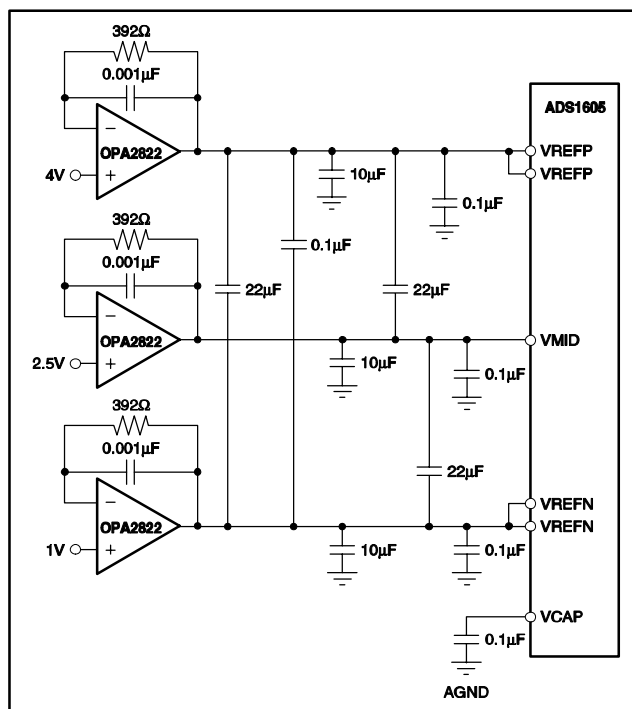 392Ω
0.001μF
OPA2822
4V
ADS1605
VREFP
VREFP
10μF
0.1μF
0.1μF
392Ω
0.001μF
22μF
22μF
OPA2822
2.5V
VMID
10μF
0.1μF
392Ω
0.001μF
22μF
OPA2822
1V
VREFN
VREFN
10μF
0.1μF
VCAP
0.1μF
AGND